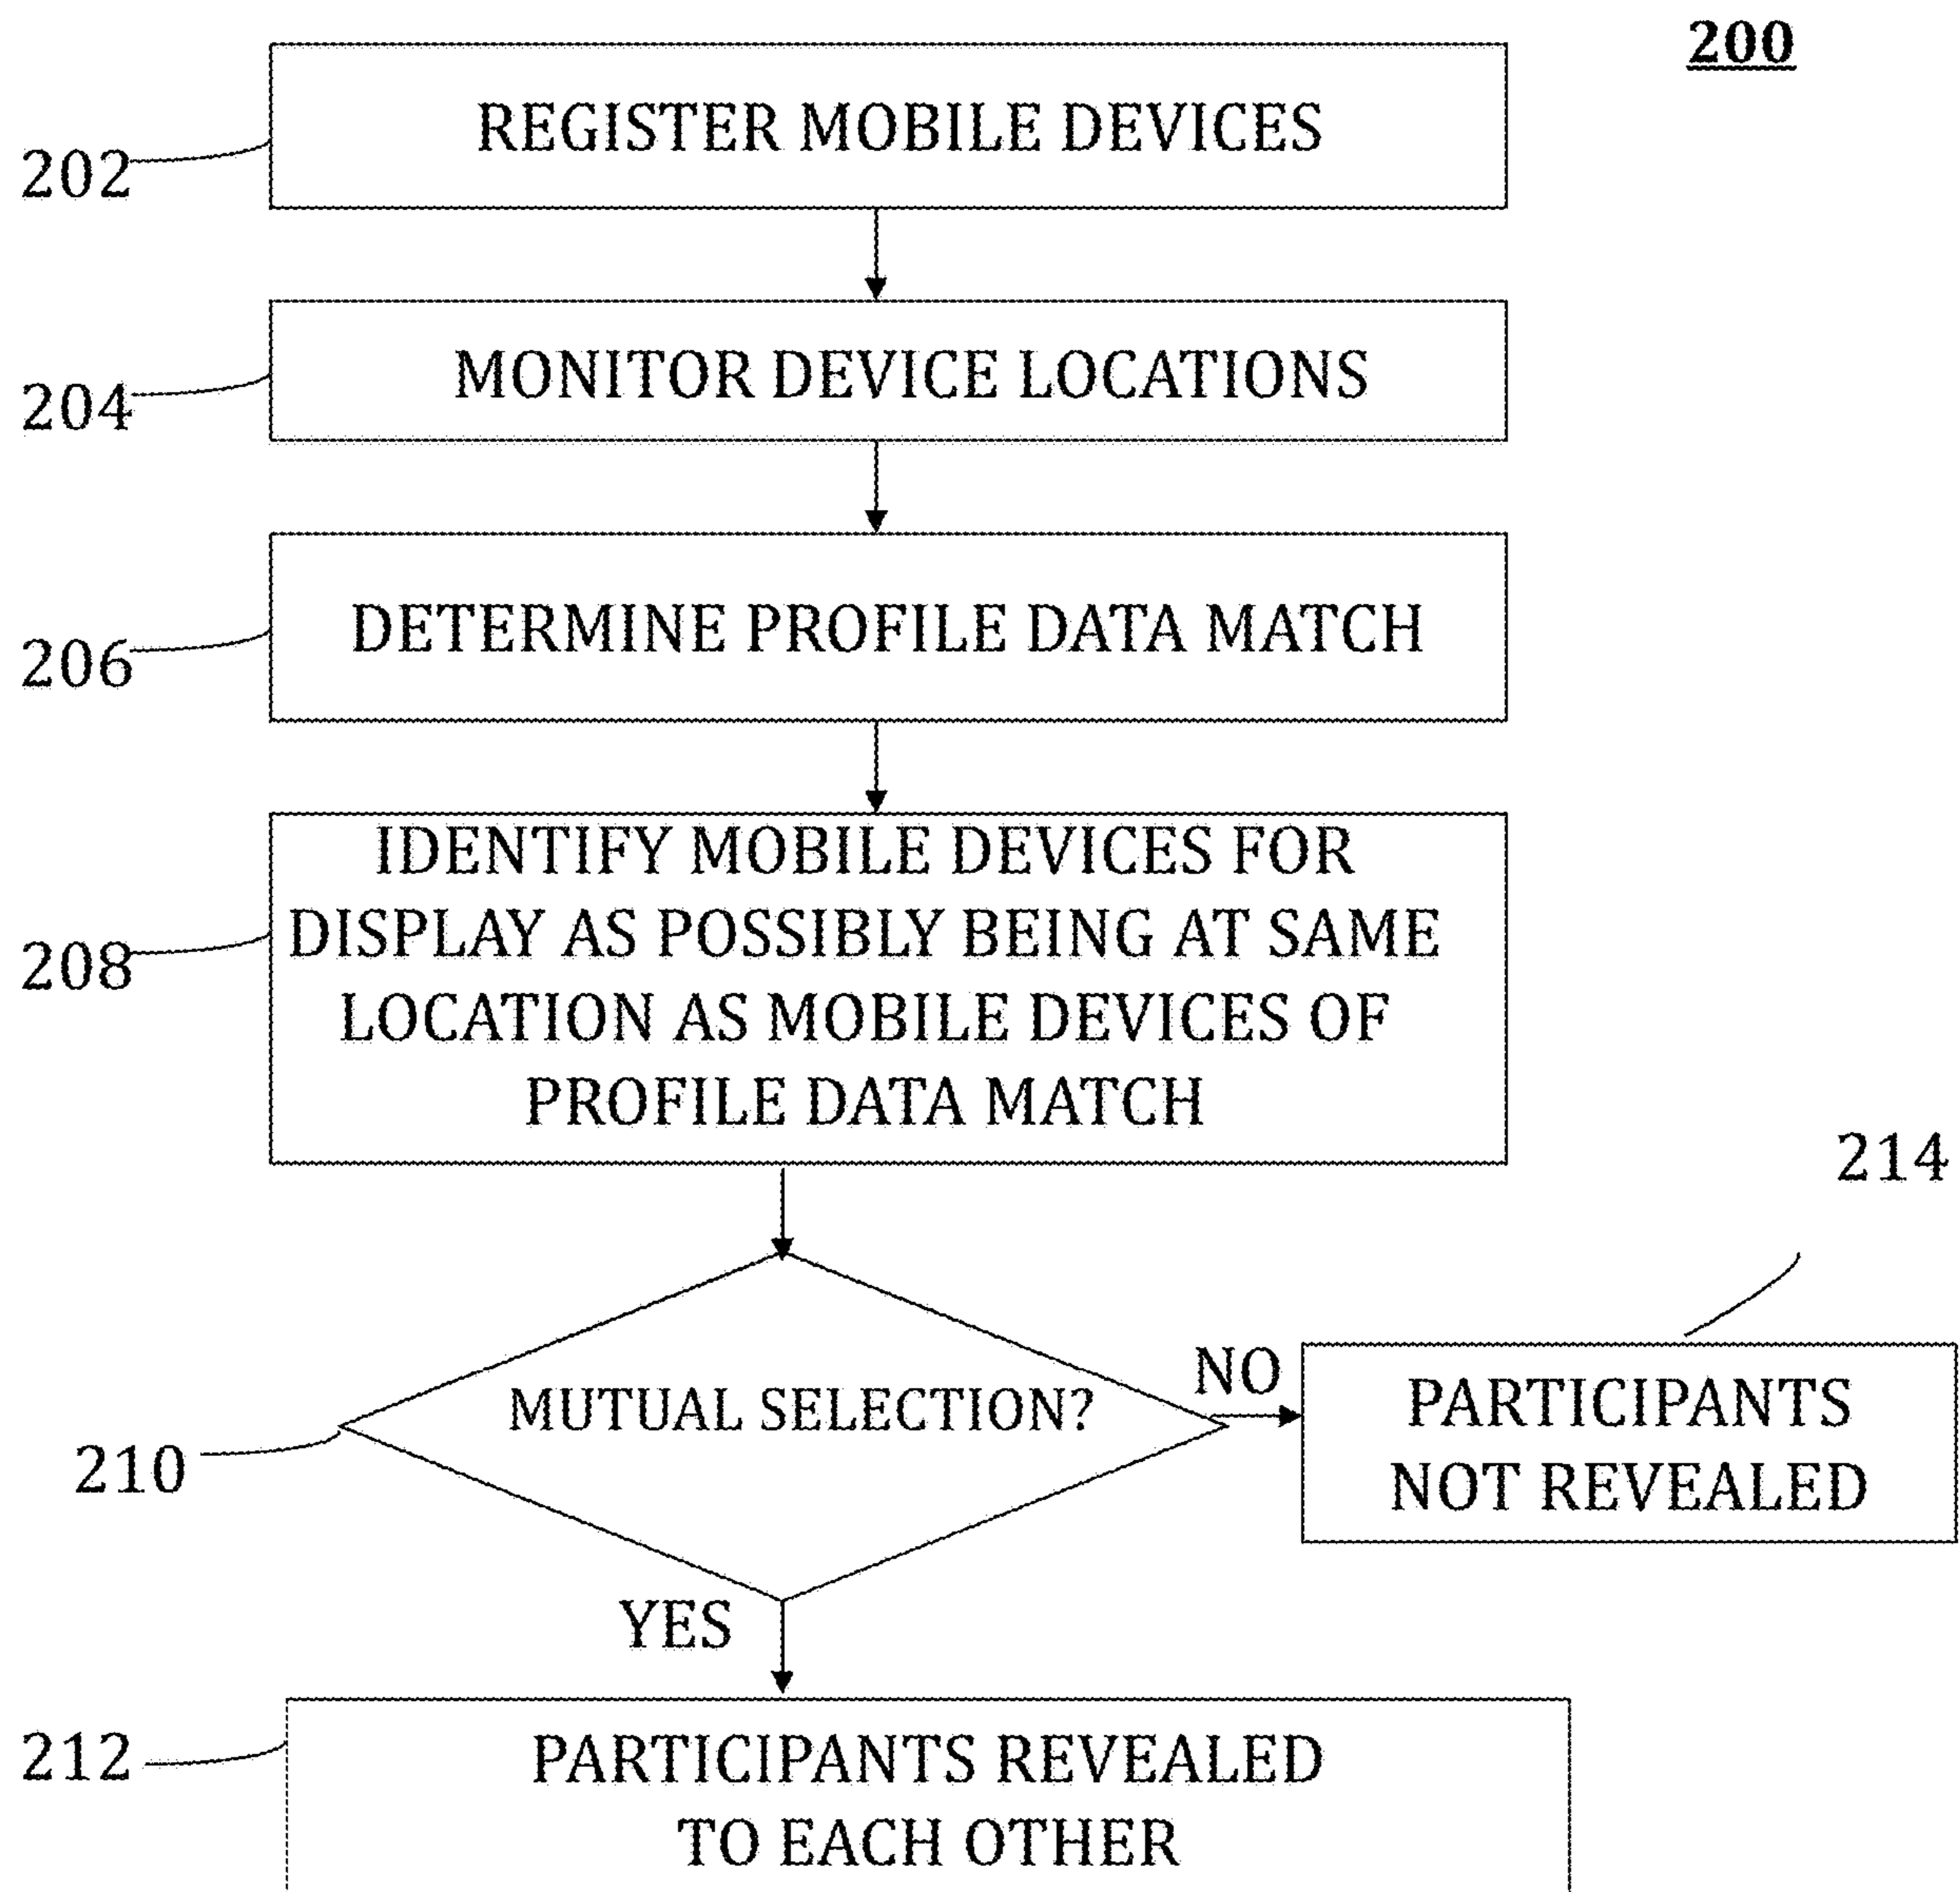 200
REGISTER MOBILE DEVICES
202
MONITOR DEVICE LOCATIONS
204
DETERMINE PROFILE DATA MATCH
206
IDENTIFY MOBILE DEVICES FOR
DISPLAY AS POSSIBLY BEING AT SAME
LOCATION AS MOBILE DEVICES OF
PROFILE DATA MATCH
208
214
MUTUAL SELECTION?
210
NO
PARTICIPANTS
NOT REVEALED
YES
212
PARTICIPANTS REVEALED
TO EACH OTHER